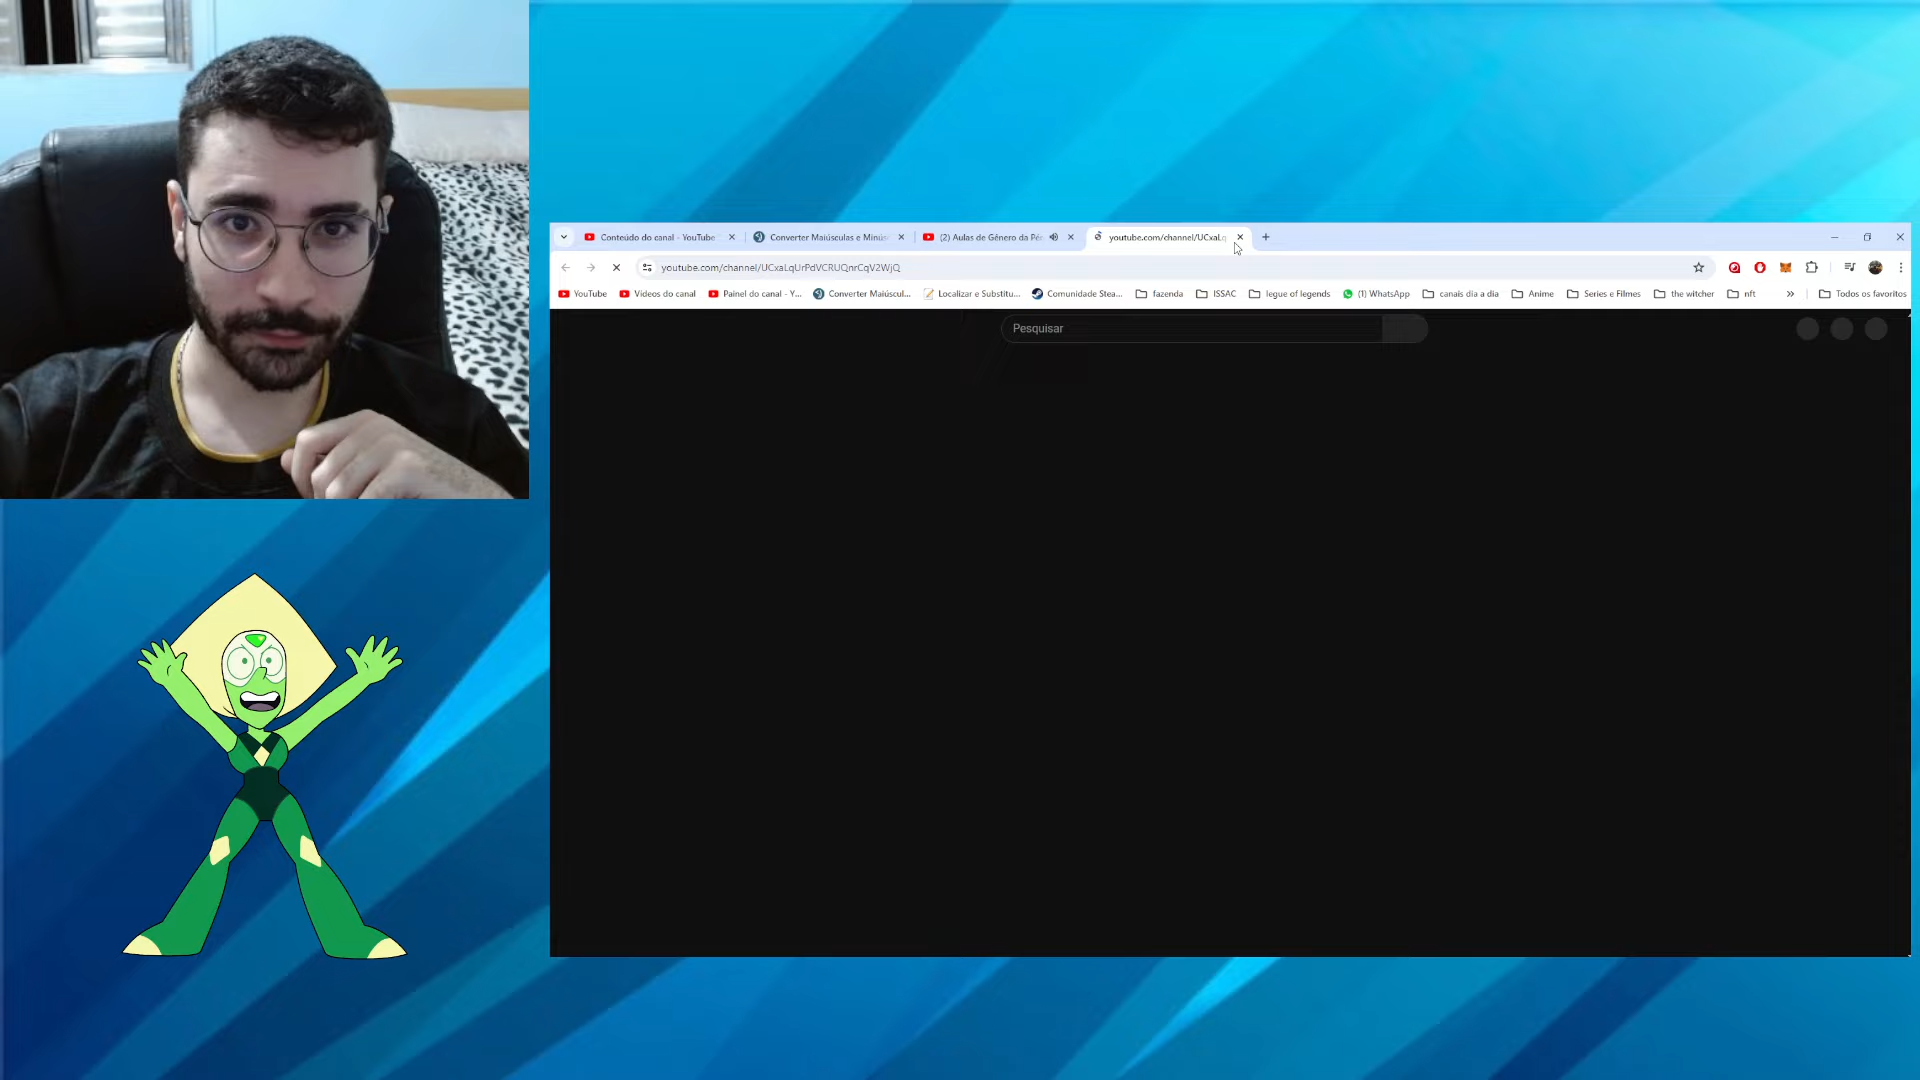 Conteúdo do canal - YouTube
Converter Maiúsculas e Minús
(2) Aulas de Gênero da Pér
youtube.com/channel/UCxaLq
youtube.com/channel/UCxaLqUrPdVCRUQnrCqV2WjQ
YouTube
Vídeos do canal
Painel do canal - Y...
Converter Maiúscul...
Localizar e Substitu...
Comunidade Stea...
fazenda
ISSAC
legue of legends
(1) WhatsApp
canais dia a dia
Anime
Series e Filmes
the witcher
nft
»
Todos os favoritos
Pesquisar